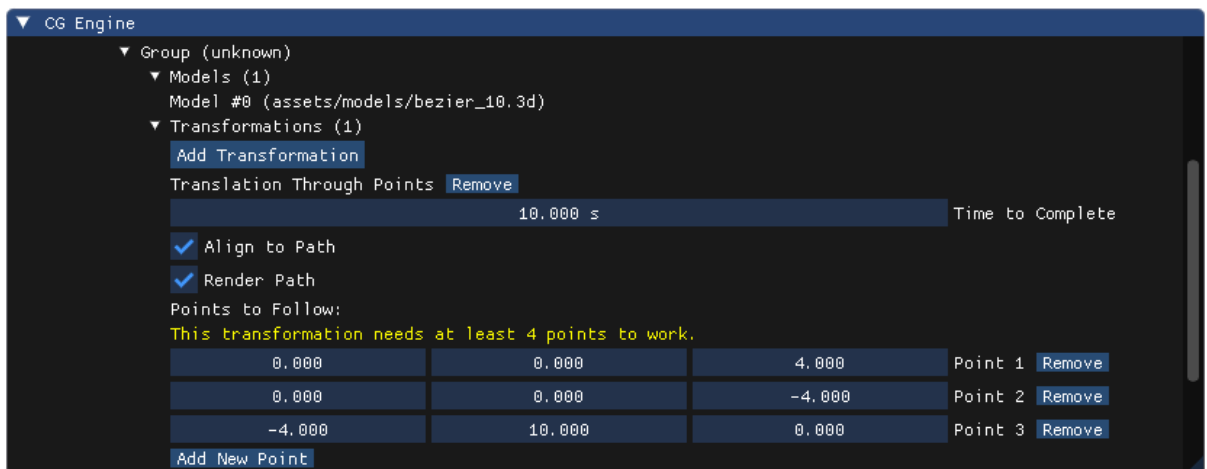 CG Engine
Group (unknown)
Models (1)
Model #0 (assets/models/bezier_10.3d)
Transformations (1)
Add Transformation
Translation Through Points Remove
10.000 s Time to Complete
Align to Path
Render Path
Points to Follow:
This transformation needs at least 4 points to work.
0.000 0.000 4.000 Point 1 Remove
0.000 0.000 -4.000 Point 2 Remove
-4.000 10.000 0.000 Point 3 Remove
Add New Point